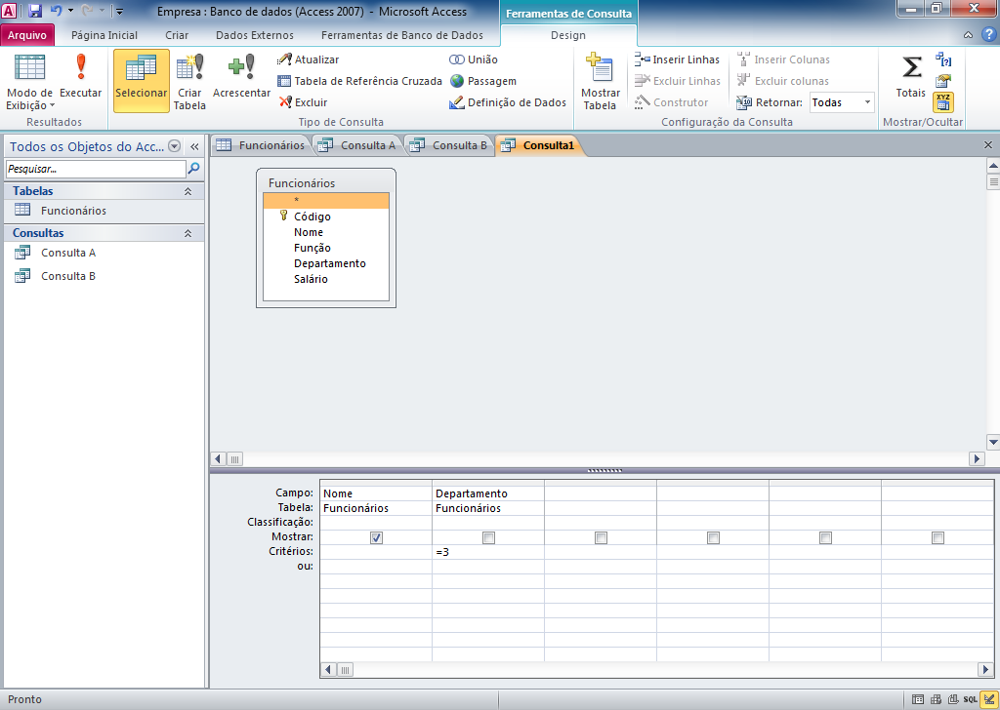 Empresa : Banco de dados (Access 2007) - Microsoft Access
Ferramentas de Consulta
Arquivo Página Inicial Criar Dados Externos Ferramentas de Banco de Dados Design
Modo de Exibição
Executar
Resultados
Selecionar
Criar Tabela
Acrescentar
Atualizar
Tabela de Referência Cruzada
Excluir
União
Passagem
Definição de Dados
Tipo de Consulta
Mostrar Tabela
Inserir Linhas
Excluir Linhas
Construtor
Inserir Colunas
Excluir colunas
Retornar: Todas
Configuração da Consulta
Totais
XYZ
Mostrar/Ocultar
Todos os Objetos do Acc...
Pesquisar...
Tabelas
Funcionários
Consultas
Consulta A
Consulta B
Funcionários Consulta A Consulta B Consulta1
Funcionários
*
Código
Nome
Função
Departamento
Salário
Campo: Nome Departamento
Tabela: Funcionários Funcionários
Classificação:
Mostrar:
Critérios: =3
ou:
Pronto
SQL